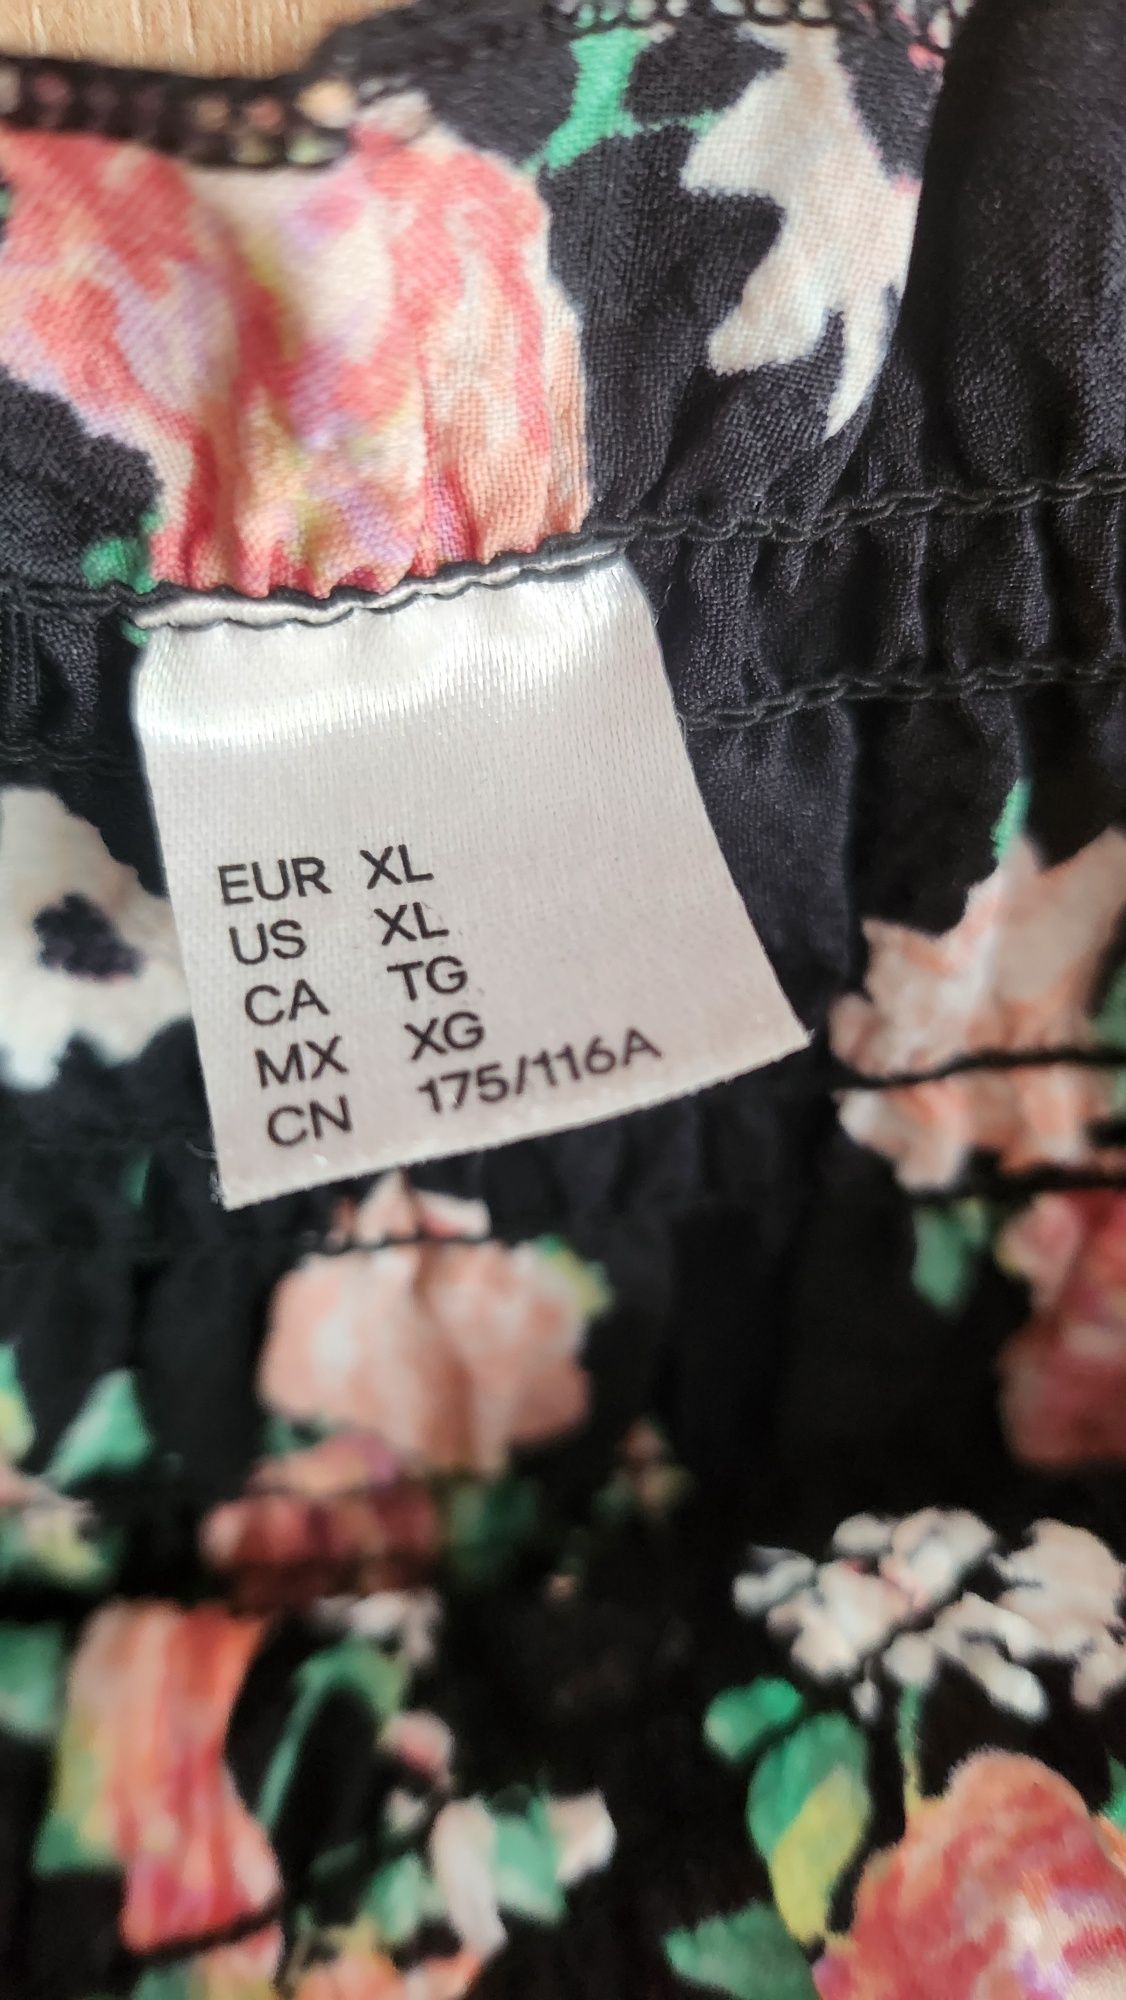 EUR XL
US XL
CA TG
MX XG
CN 175/116A